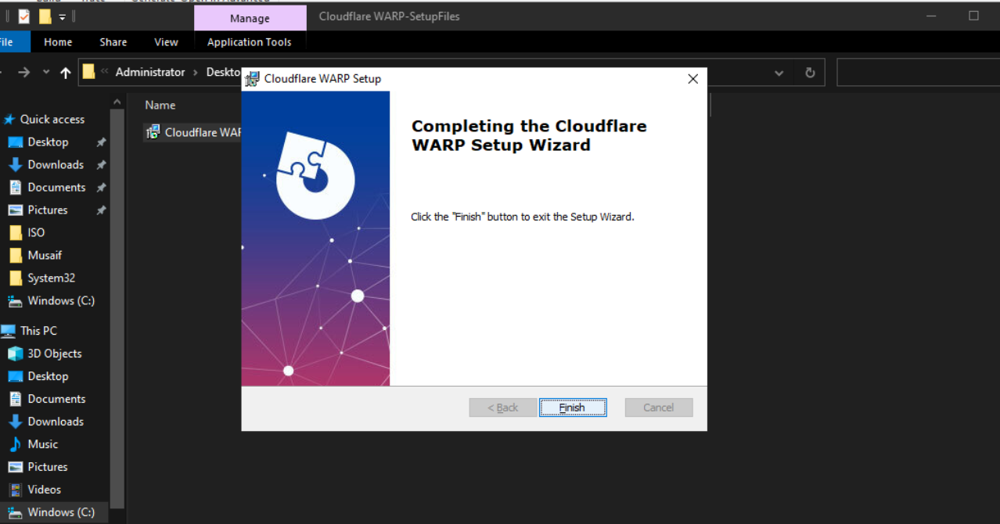 Manage
Cloudflare WARP-SetupFiles
File
Home
Share
View
Application Tools
Administrator
Deskto
Name
Cloudflare WAR
Quick access
Desktop
Downloads
Documents
Pictures
ISO
Musaif
System32
Windows (C:)
This PC
3D Objects
Desktop
Documents
Downloads
Music
Pictures
Videos
Windows (C:)
Cloudflare WARP Setup
Completing the Cloudflare
WARP Setup Wizard
Click the "Finish" button to exit the Setup Wizard.
< Back
Finish
Cancel